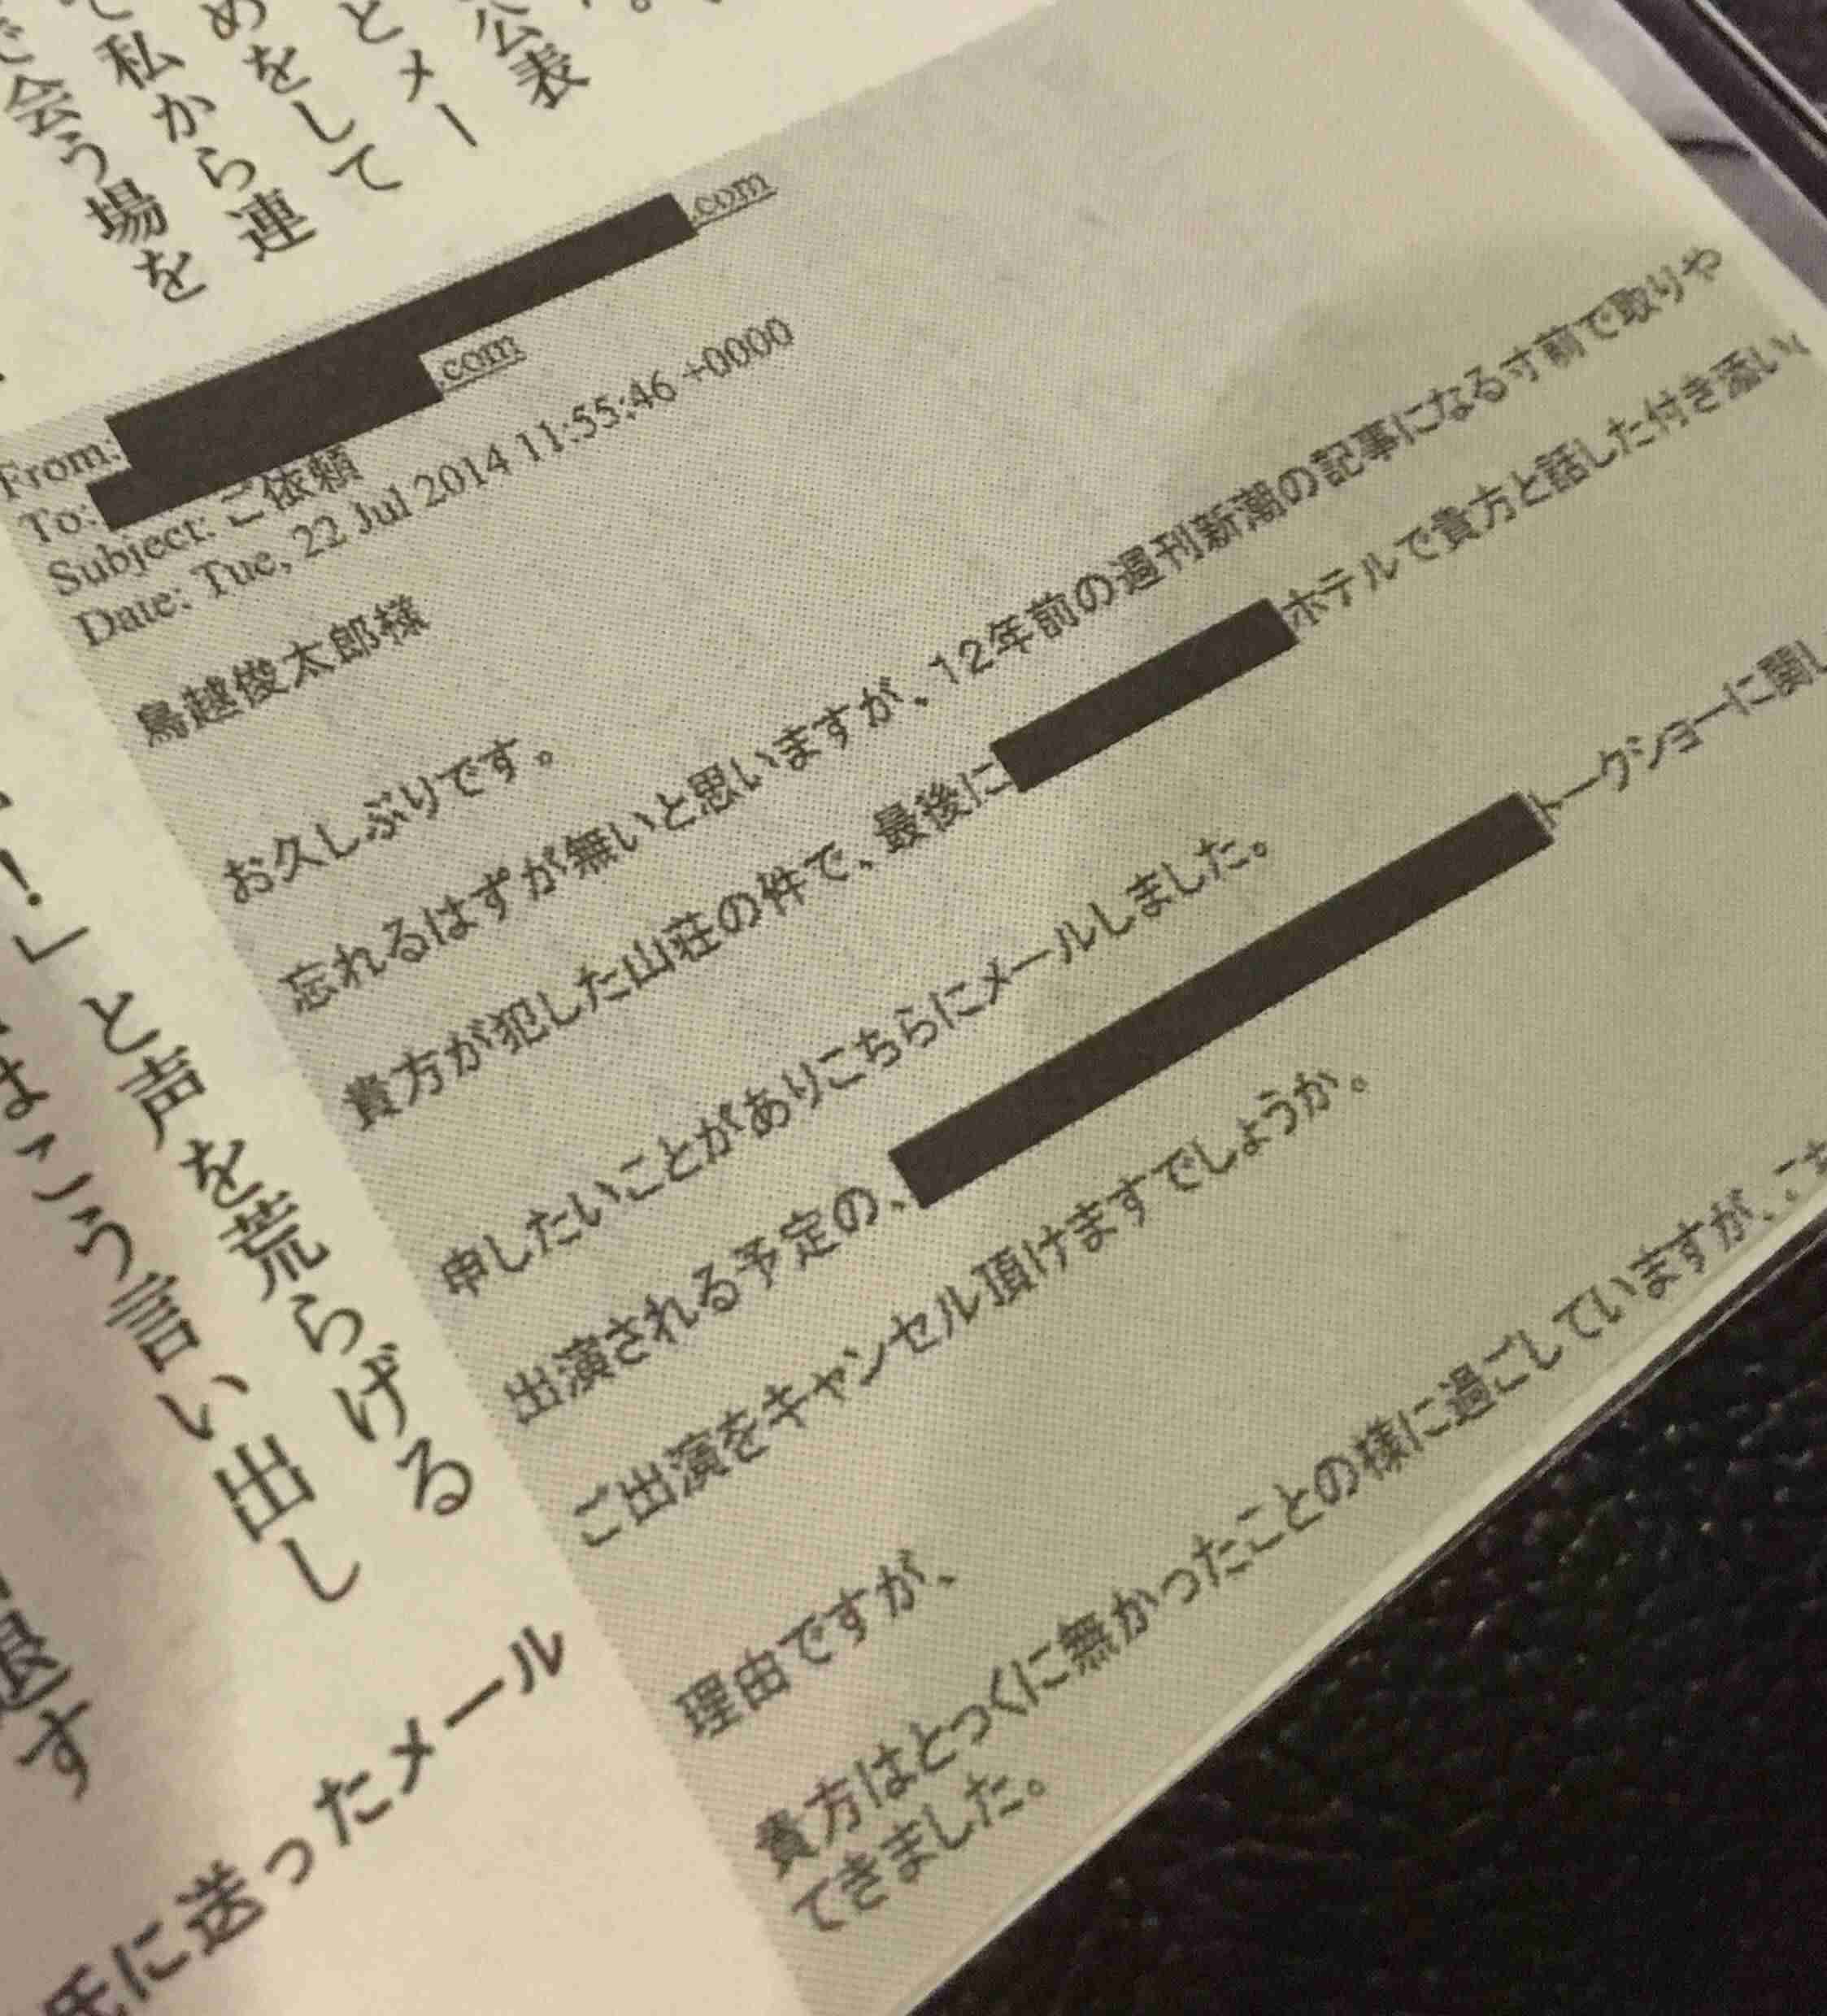 公表
とメー
めをして
て私から連
で会う場を
From: .com
To: .com
Subject: ご依頼
Date: Tue, 22 Jul 2014 11:55:46 +0000
鳥越俊太郎様
お久しぶりです。
忘れるはずが無いと思いますが、12年前の週刊新潮の記事になる寸前で取りや
貴方が犯した山荘の件で、最後に ホテルで貴方と話した付き添い
申したいことがありこちらにメールしました。
出演される予定の、 トークショーに関し
ご出演をキャンセル頂けますでしょうか。
理由ですが、
貴方はとっくに無かったことの様に過ごしていますが、こち
てきました。
！」と声を荒らげる
はこう言い出し
退す
氏に送ったメール